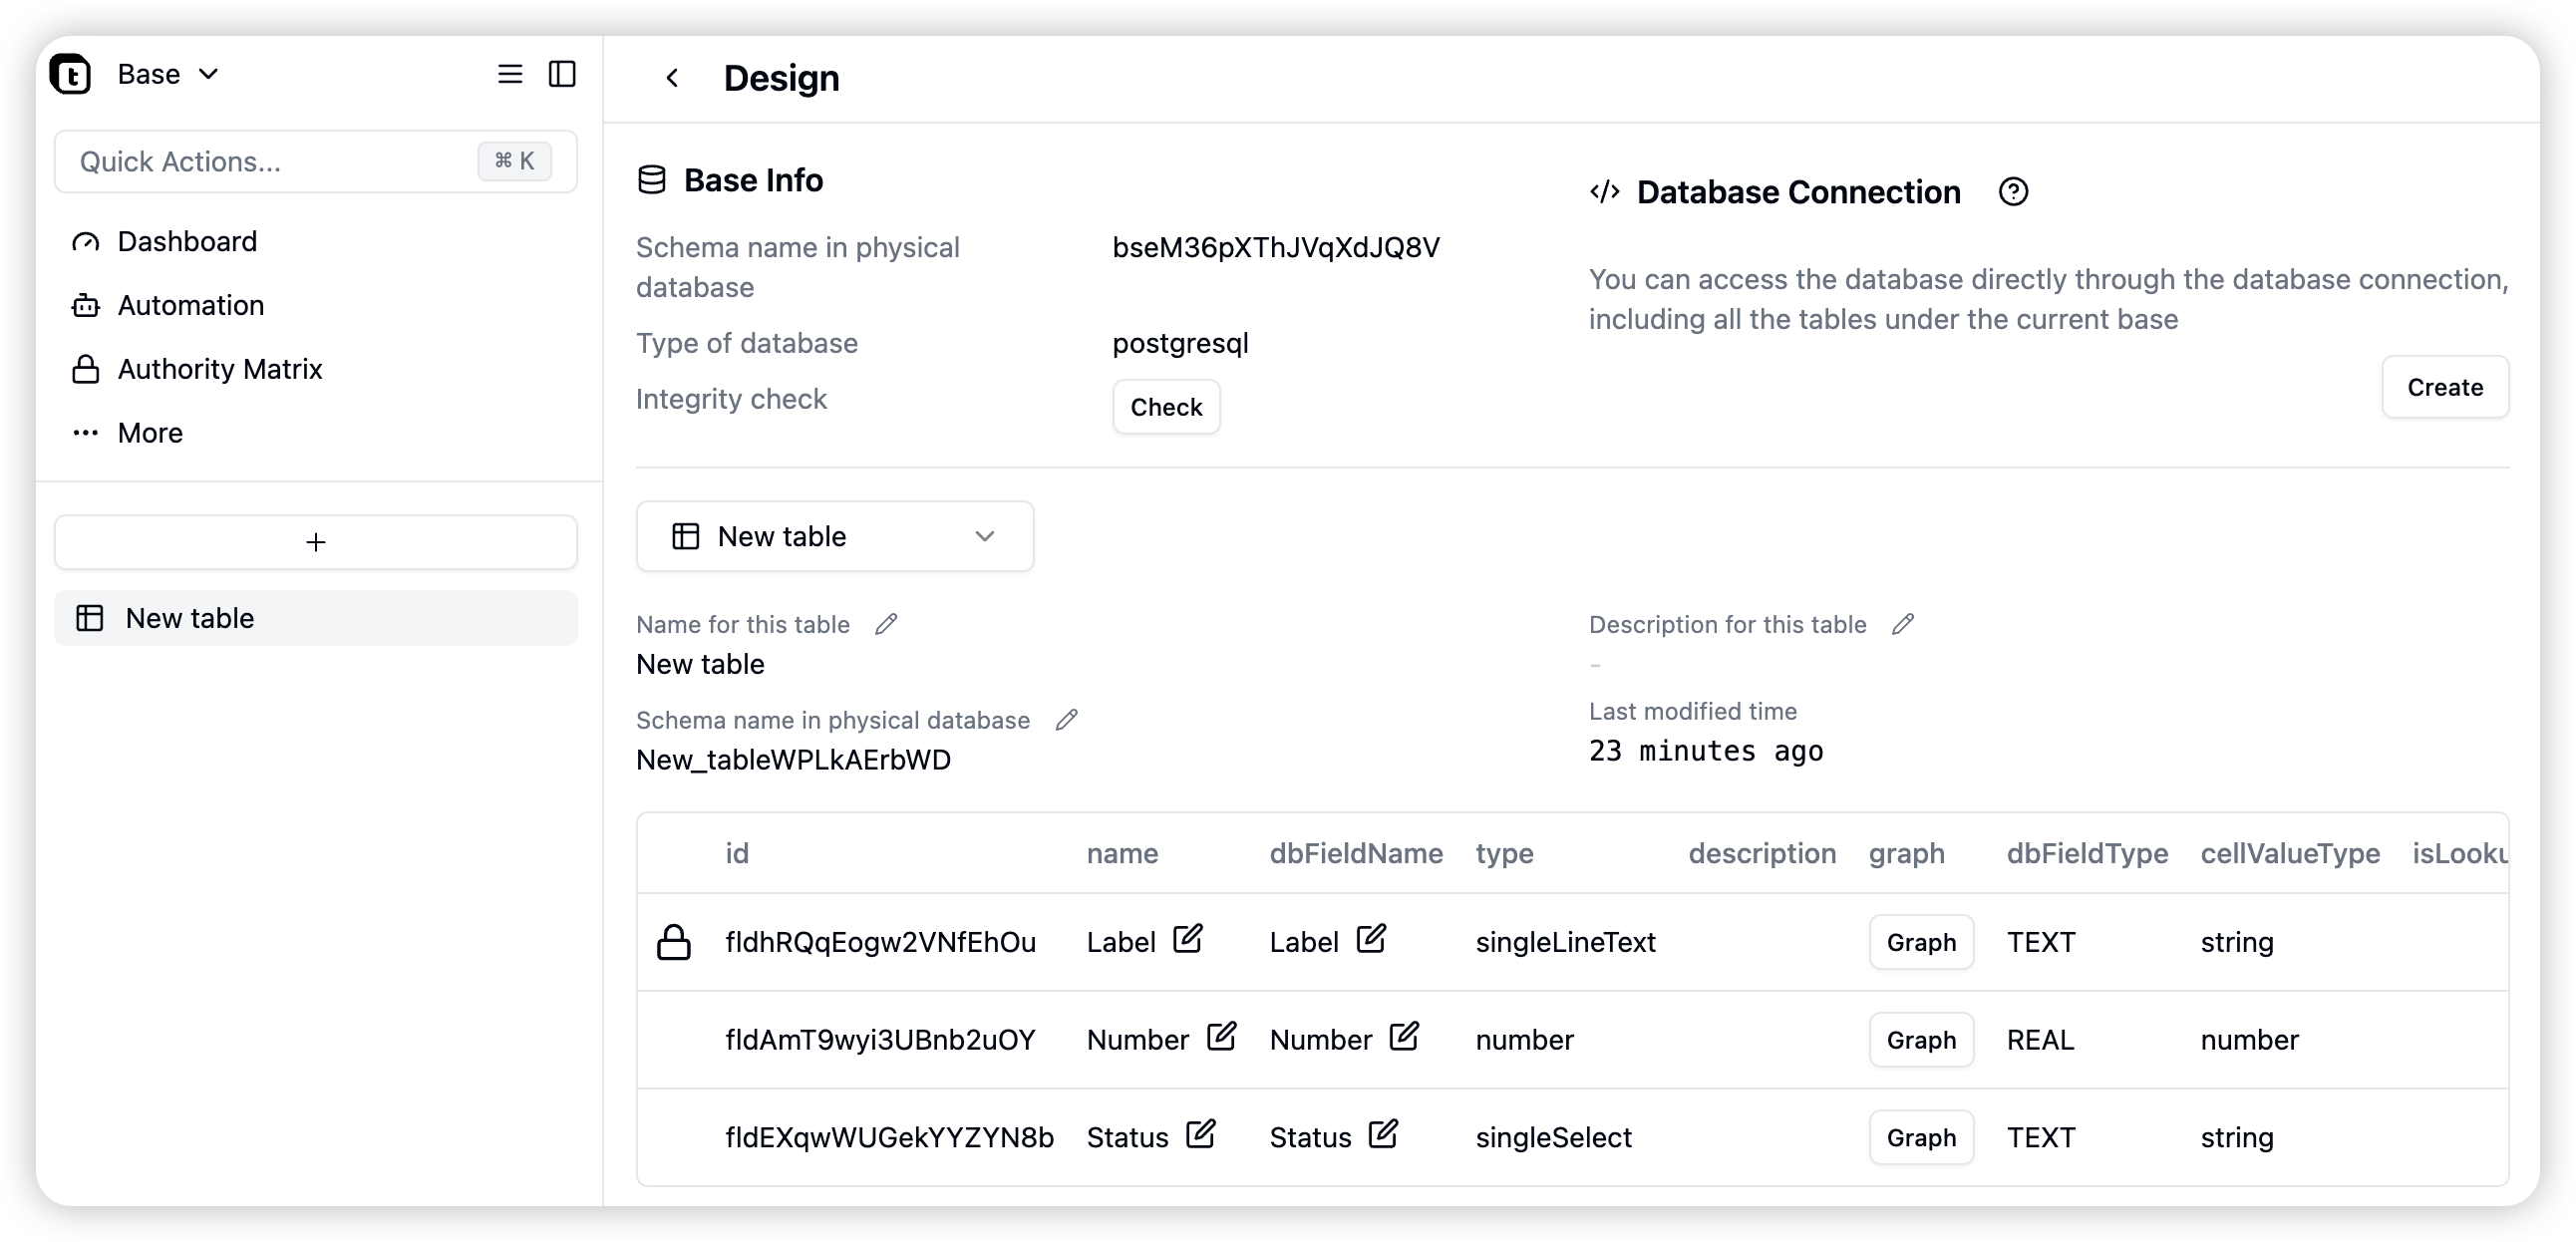 Base
Quick Actions...
⌘ K
Dashboard
Automation
Authority Matrix
More
+
New table
Design
Base Info
Schema name in physical database
bseM36pXThJVqXdJQ8V
Type of database
postgresql
Integrity check
Check
Database Connection
You can access the database directly through the database connection,
including all the tables under the current base
Create
New table
Name for this table
New table
Schema name in physical database
New_tableWPLkAErbWD
Description for this table
-
Last modified time
23 minutes ago
id name dbFieldName type description graph dbFieldType cellValueType isLooku
fldhRQqEogw2VNfEhOu Label Label singleLineText Graph TEXT string
fldAmT9wyi3UBnb2uOY Number Number number Graph REAL number
fldEXqwWUGekYYZYN8b Status Status singleSelect Graph TEXT string